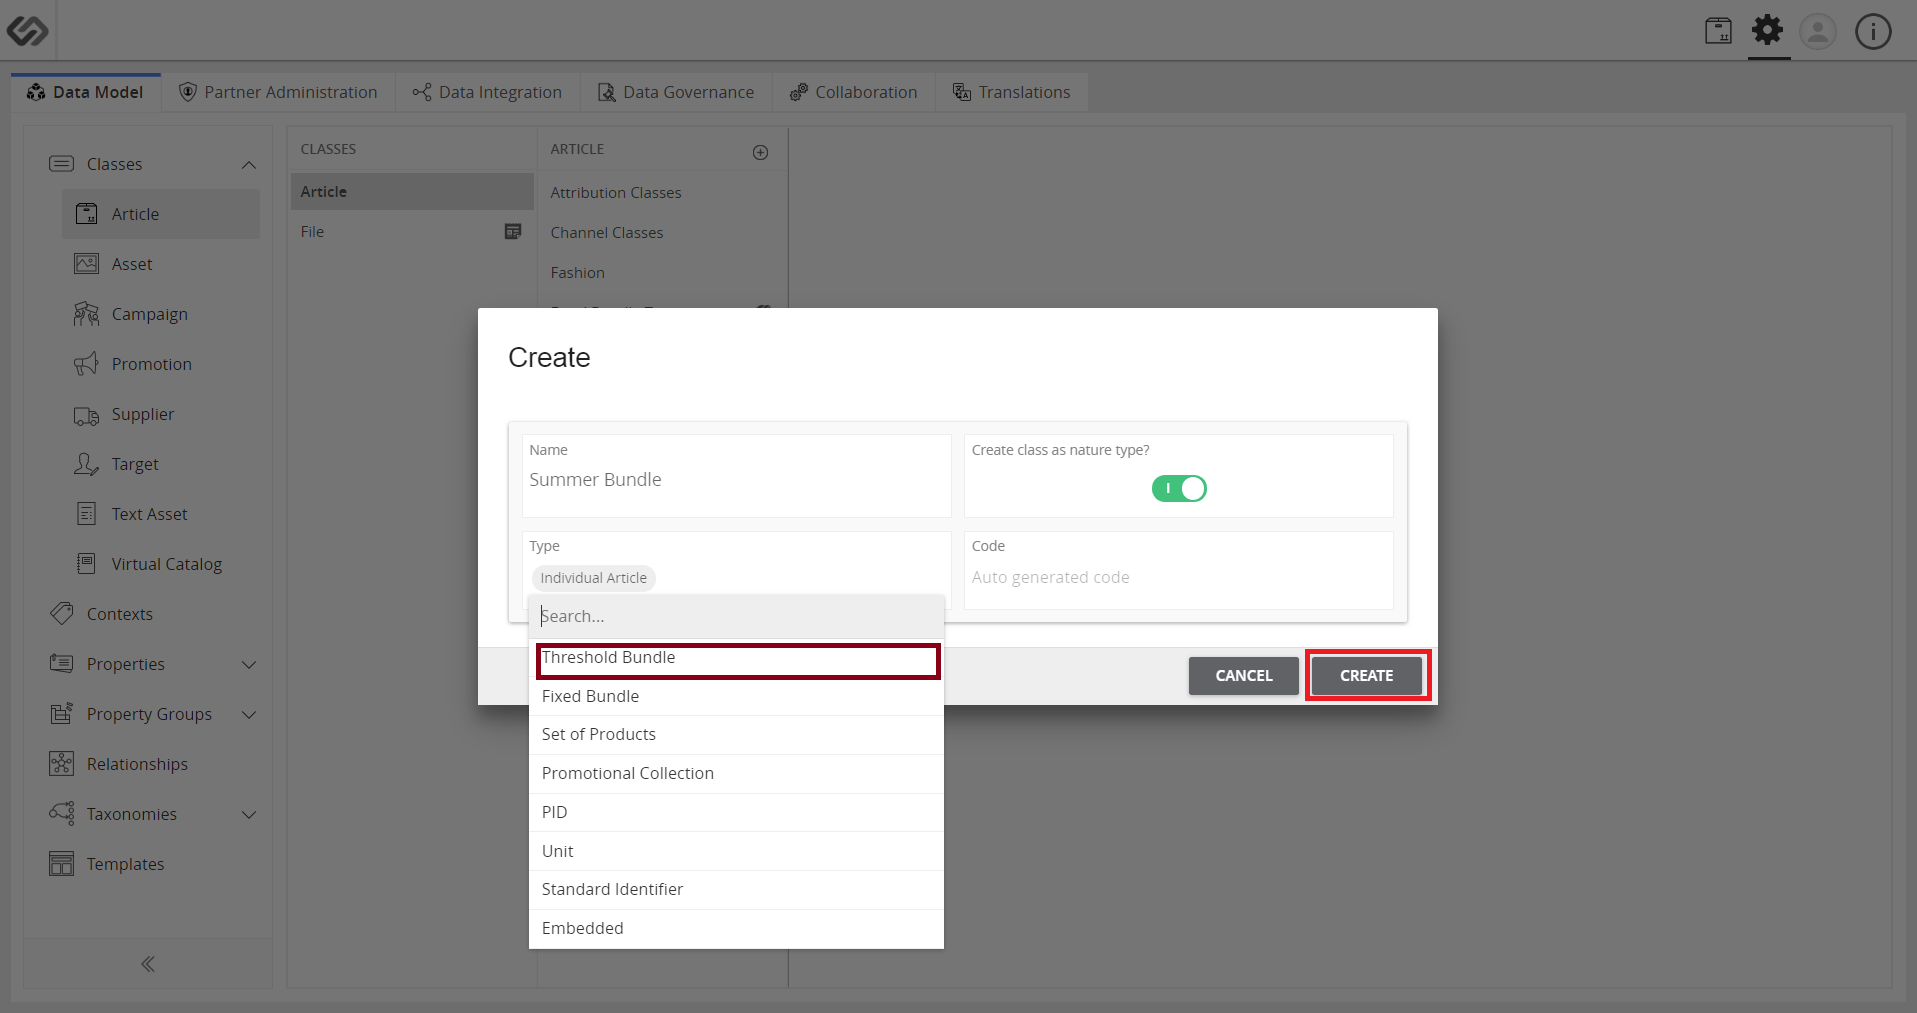 Data Model
Partner Administration
Data Integration
Data Governance
Collaboration
Translations
Classes
Article
Asset
Campaign
Promotion
Supplier
Target
Text Asset
Virtual Catalog
Contexts
Properties
Property Groups
Relationships
Taxonomies
Templates
CLASSES
Article
File
ARTICLE
Attribution Classes
Channel Classes
Fashion
Create
Name
Summer Bundle
Create class as nature type?
Type
Individual Article
Code
Auto generated code
Search...
Threshold Bundle
Fixed Bundle
Set of Products
Promotional Collection
PID
Unit
Standard Identifier
Embedded
CANCEL
CREATE